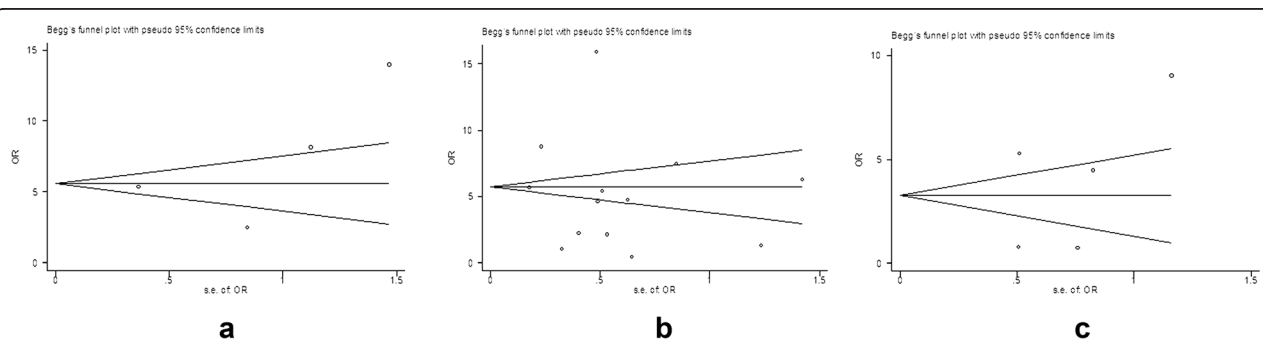 Begg's funnel plot with pseudo 95% confidence limits
15
10
5
0
OR
0 .5 1 1.5
s.e. of: OR
a
Begg's funnel plot with pseudo 95% confidence limits
15
10
5
0
OR
0 .5 1 1.5
s.e. of: OR
b
Begg's funnel plot with pseudo 95% confidence limits
10
5
0
OR
0 .5 1 1.5
s.e. of: OR
c